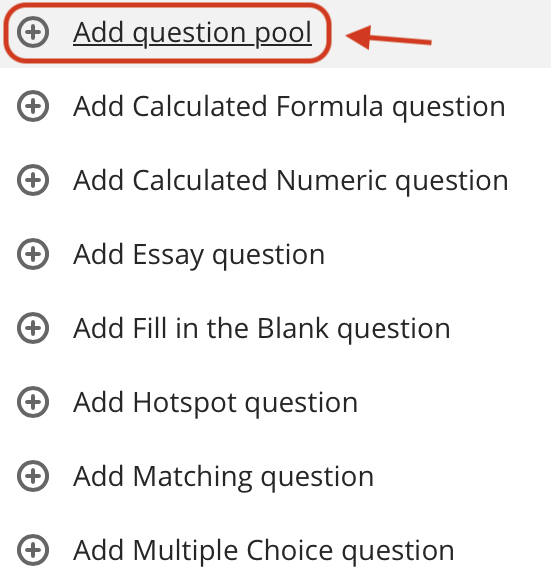 Add question pool
Add Calculated Formula question
Add Calculated Numeric question
Add Essay question
Add Fill in the Blank question
Add Hotspot question
Add Matching question
Add Multiple Choice question